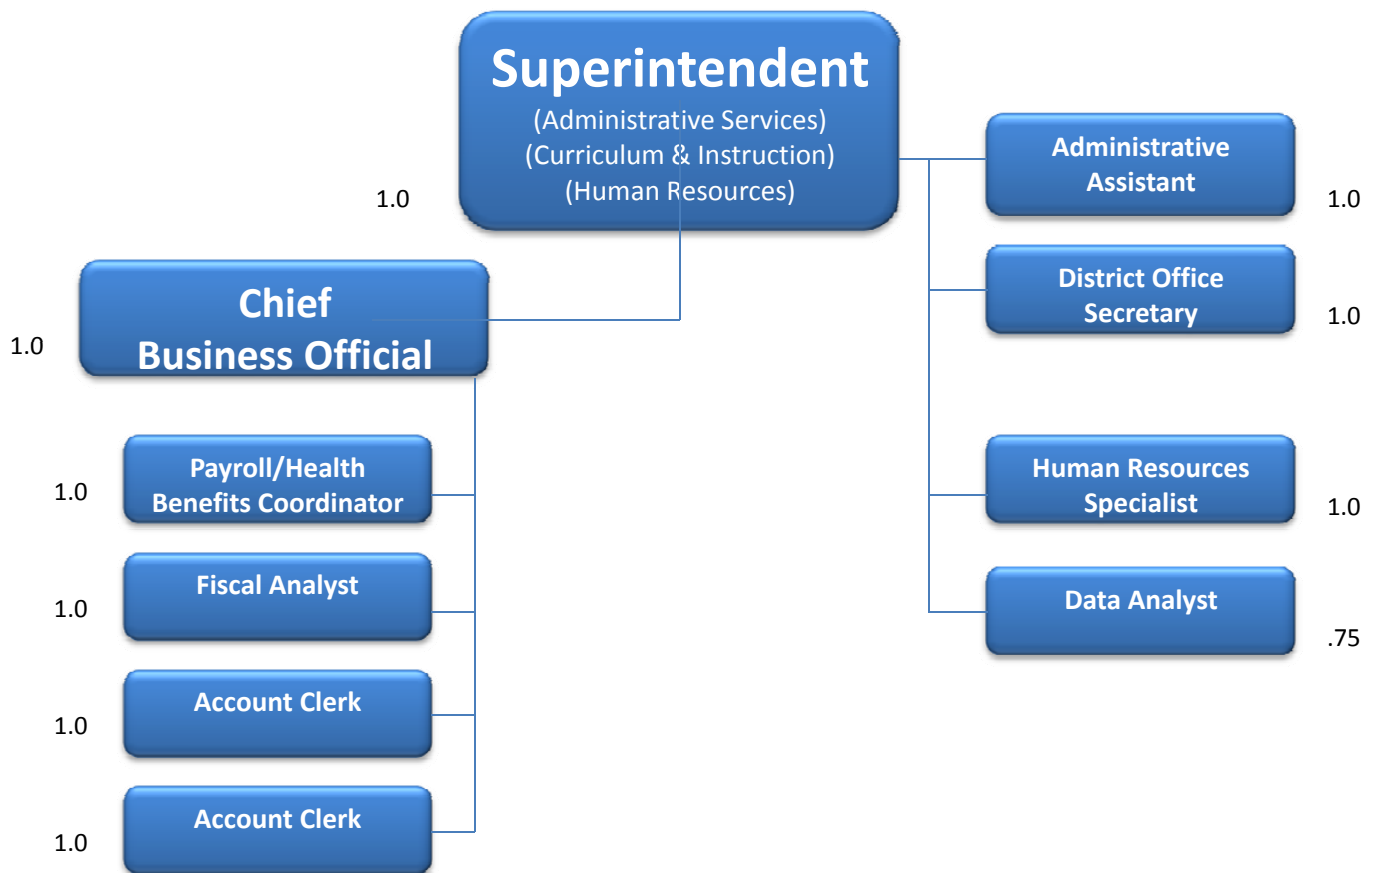 Superintendent
(Administrative Services)
(Curriculum & Instruction)
(Human Resources)
1.0
Administrative
Assistant
1.0
District Office
Secretary
1.0
Chief
Business Official
1.0
Payroll/Health
Benefits Coordinator
1.0
Human Resources
Specialist
1.0
Fiscal Analyst
1.0
Data Analyst
.75
Account Clerk
1.0
Account Clerk
1.0